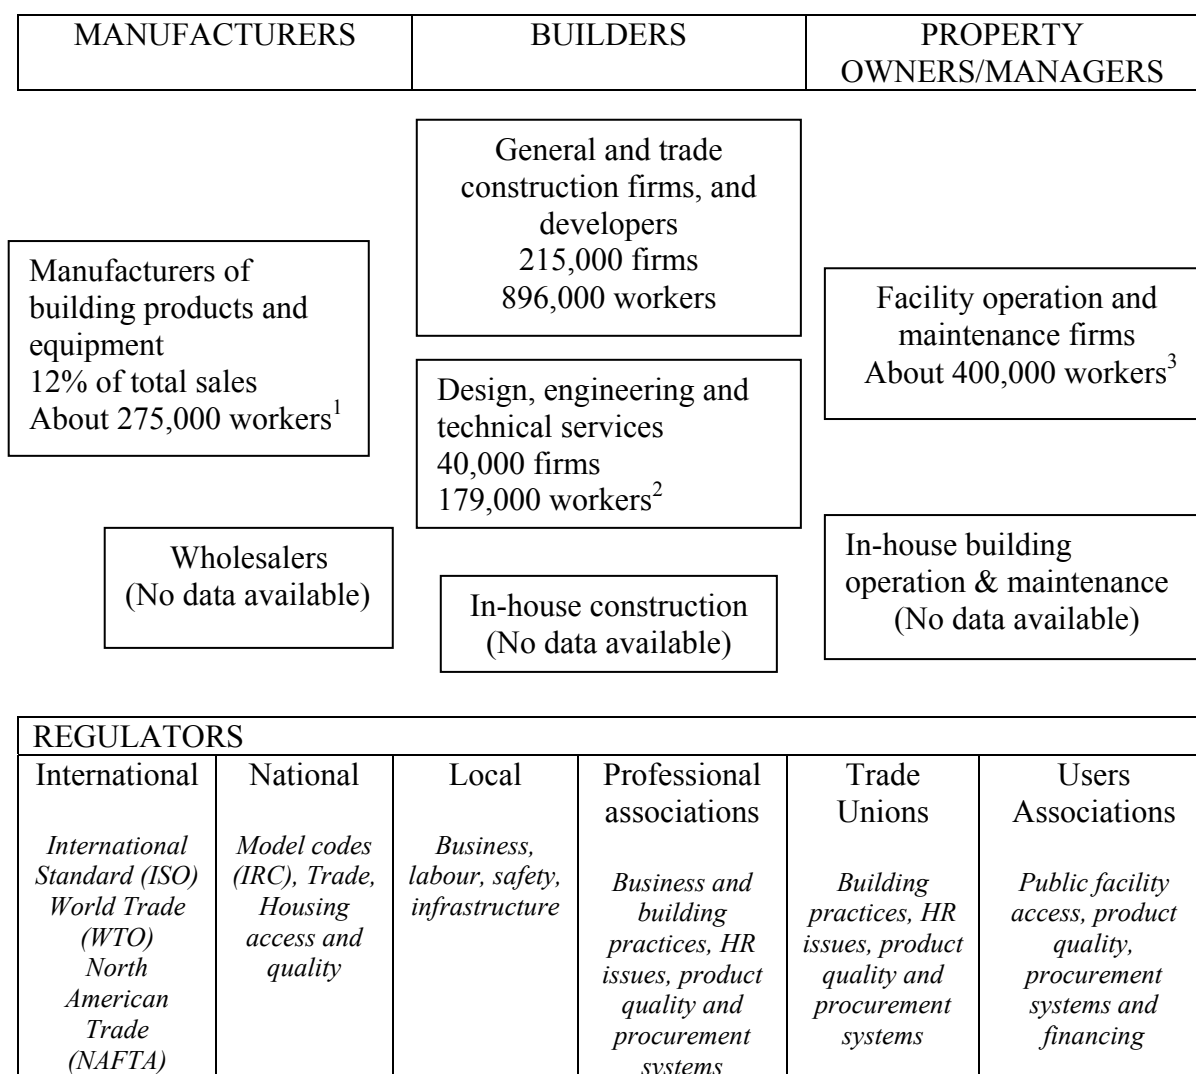 MANUFACTURERS
BUILDERS
PROPERTY
OWNERS/MANAGERS
General and trade
construction firms, and
developers
215,000 firms
896,000 workers
Manufacturers of
building products and
equipment
12% of total sales
About 275,000 workers1
Facility operation and
maintenance firms
About 400,000 workers3
Design, engineering and
technical services
40,000 firms
179,000 workers2
Wholesalers
(No data available)
In-house construction
(No data available)
In-house building
operation & maintenance
(No data available)
REGULATORS
International
International
Standard (ISO)
World Trade
(WTO)
North
American
Trade
(NAFTA)
National
Model codes
(IRC), Trade,
Housing
access and
quality
Local
Business,
labour, safety,
infrastructure
Professional
associations
Business and
building
practices, HR
issues, product
quality and
procurement
systems
Trade
Unions
Building
practices, HR
issues, product
quality and
procurement
systems
Users
Associations
Public facility
access, product
quality,
procurement
systems and
financing